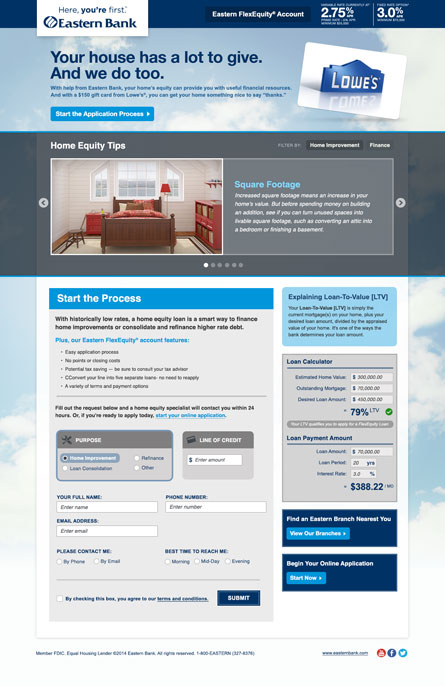 Here, you're first.
Eastern Bank
Eastern FlexEquity® Account
VARIABLE RATE CURRENTLY AT
2.75% APR
FIXED RATE OPTION
3.0% APR
Your house has a lot to give.
And we do too.
With help from Eastern Bank, your home's equity can provide you with useful financial resources.
And with a $150 gift card from Lowe's®, you can get your home something nice to say "thanks."
Start the Application Process
LOWE'S
Home Equity Tips
FILTER BY:
Home Improvement
Finance
Square Footage
Increased square footage means an increase in your
home's value. But before spending money on building
an addition, see if you can turn unused spaces into
livable square footage, such as converting an attic into
a bedroom or finishing a basement.
Start the Process
With historically low rates, a home equity loan is a smart way to finance
home improvements or consolidate and refinance higher rate debt.
Plus, our Eastern FlexEquity® account features:
• Easy application process
• No points or closing costs
• Potential tax saving — be sure to consult your tax advisor
• CConvert your line into five separate loans- no need to reapply
• A variety of terms and payment options
Fill out the request below and a home equity specialist will contact you within 24
hours. Or, if you're ready to apply today, start your online application.
PURPOSE
Home Improvement
Refinance
Loan Consolidation
Other
LINE OF CREDIT
$ Enter amount
YOUR FULL NAME:
Enter name
PHONE NUMBER:
Enter number
EMAIL ADDRESS:
Enter email
PLEASE CONTACT ME:
By Phone
By Email
BEST TIME TO REACH ME:
Morning
Mid-Day
Evening
By checking this box, you agree to our terms and conditions.
SUBMIT
Explaining Loan-To-Value [LTV]
Your Loan-To-Value [LTV] is simply the
current mortgage(s) on your home, plus your
desired loan amount, divided by the appraised
value of your home. It's one of the ways the
bank determines your loan amount.
Loan Calculator
Estimated Home Value: $ 300,000.00
Outstanding Mortgage: $ 70,000.00
Desired Loan Amount: $ 450,000.00
= 79% LTV
Your LTV qualifies you to apply for a FlexEquity Loan
Loan Payment Amount
Loan Amount: $ 70,000.00
Loan Period: 20 yrs
Interest Rate: 3.0 %
= $388.22 / MO
Find an Eastern Branch Nearest You
View Our Branches
Begin Your Online Application
Start Now
Member FDIC. Equal Housing Lender ©2014 Eastern Bank. All rights reserved. 1-800-EASTERN (327-8376)
www.easternbank.com